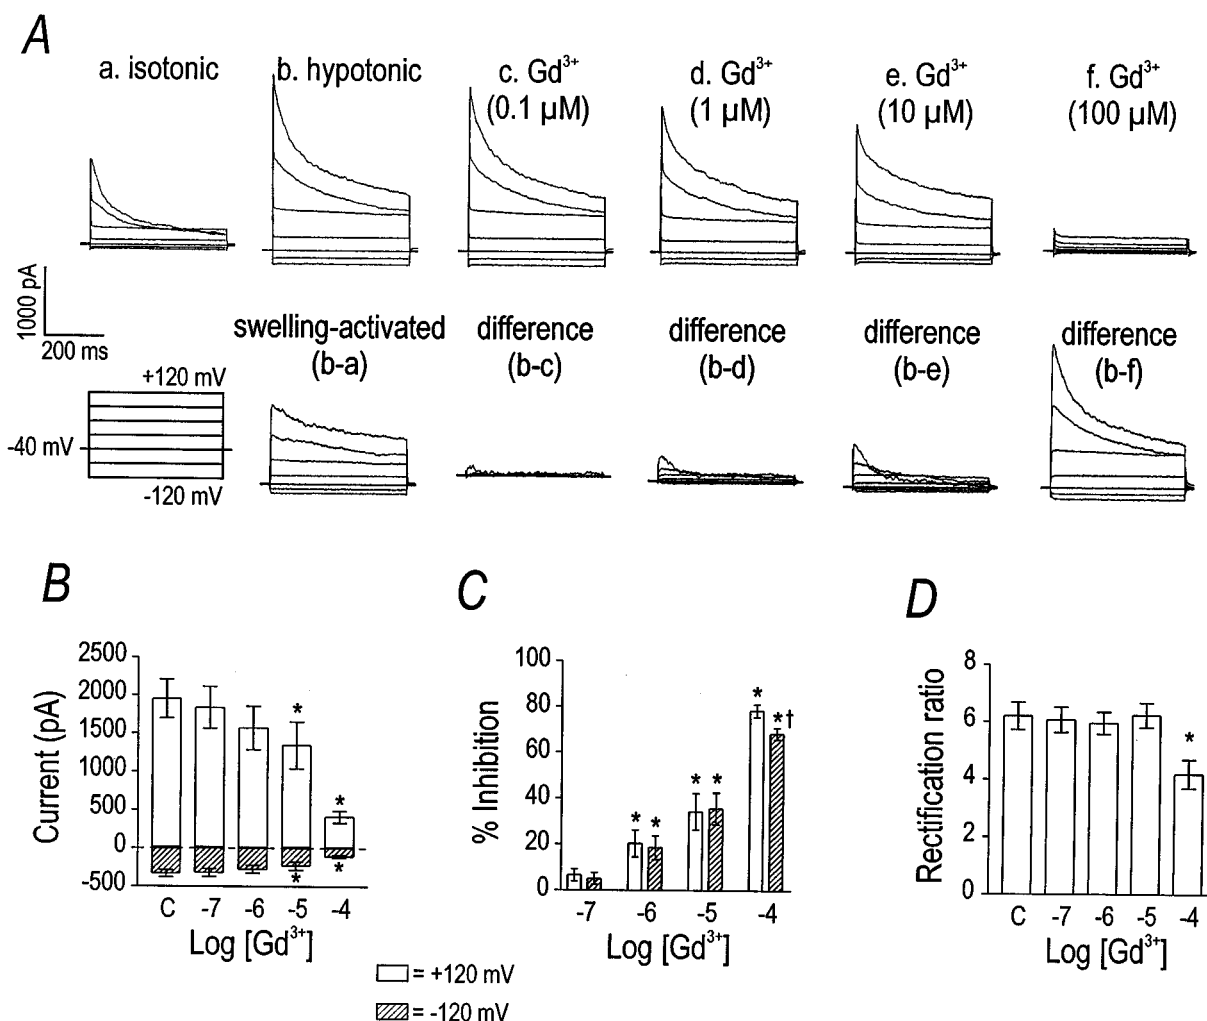 A
a. isotonic
b. hypotonic
c. Gd³⁺
(0.1 µM)
d. Gd³⁺
(1 µM)
e. Gd³⁺
(10 µM)
f. Gd³⁺
(100 µM)
1000 pA
200 ms
swelling-activated
(b-a)
difference
(b-c)
difference
(b-d)
difference
(b-e)
difference
(b-f)
+120 mV
-40 mV
-120 mV
B
Current (pA)
2500
2000
1500
1000
500
0
-500
*
*
*
*
C -7 -6 -5 -4
Log [Gd³⁺]
C
% Inhibition
100
80
60
40
20
0
* *
* *
* *†
-7 -6 -5 -4
Log [Gd³⁺]
D
Rectification ratio
8
6
4
2
0
*
C -7 -6 -5 -4
Log [Gd³⁺]
= +120 mV
= -120 mV